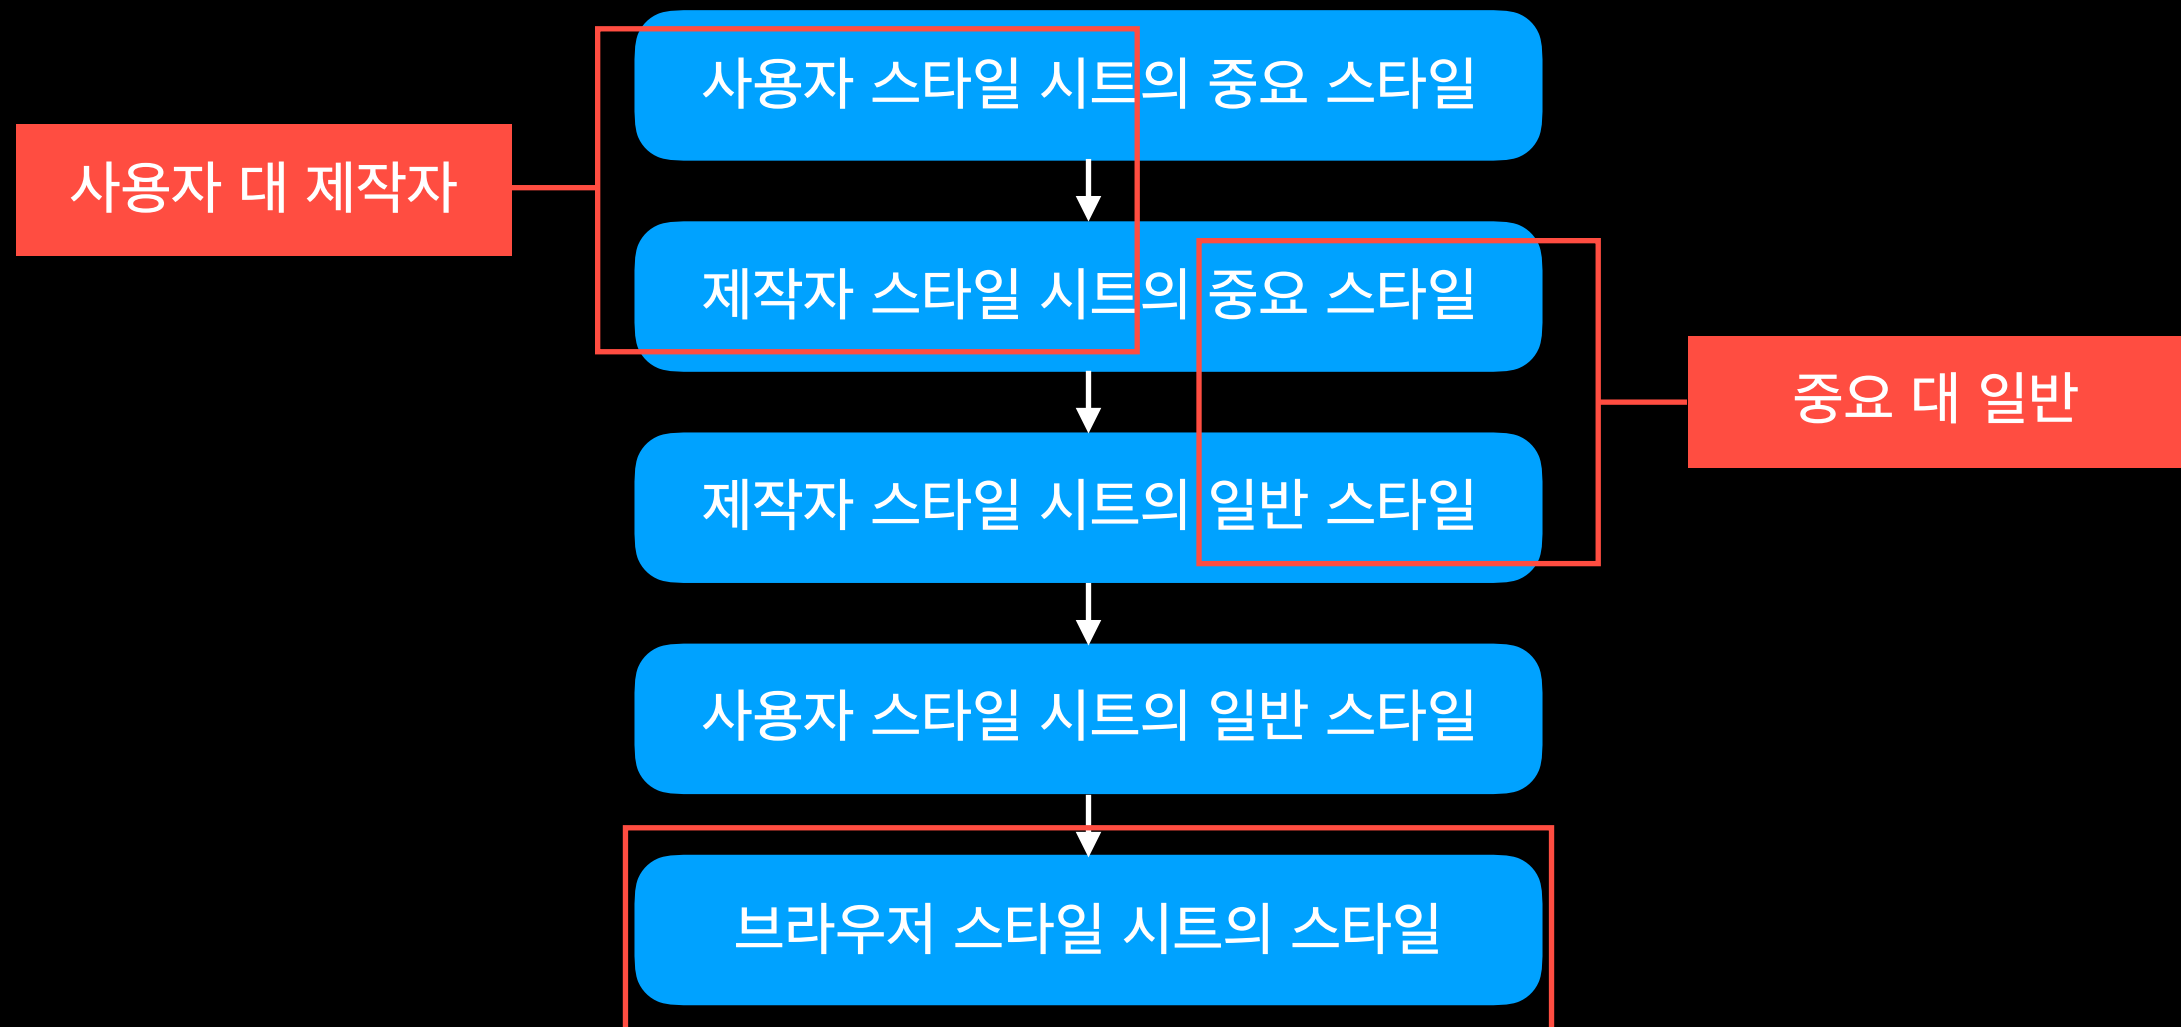 사용자 스타일 시트의 중요 스타일
사용자 대 제작자
제작자 스타일 시트의 중요 스타일
중요 대 일반
제작자 스타일 시트의 일반 스타일
사용자 스타일 시트의 일반 스타일
브라우저 스타일 시트의 스타일